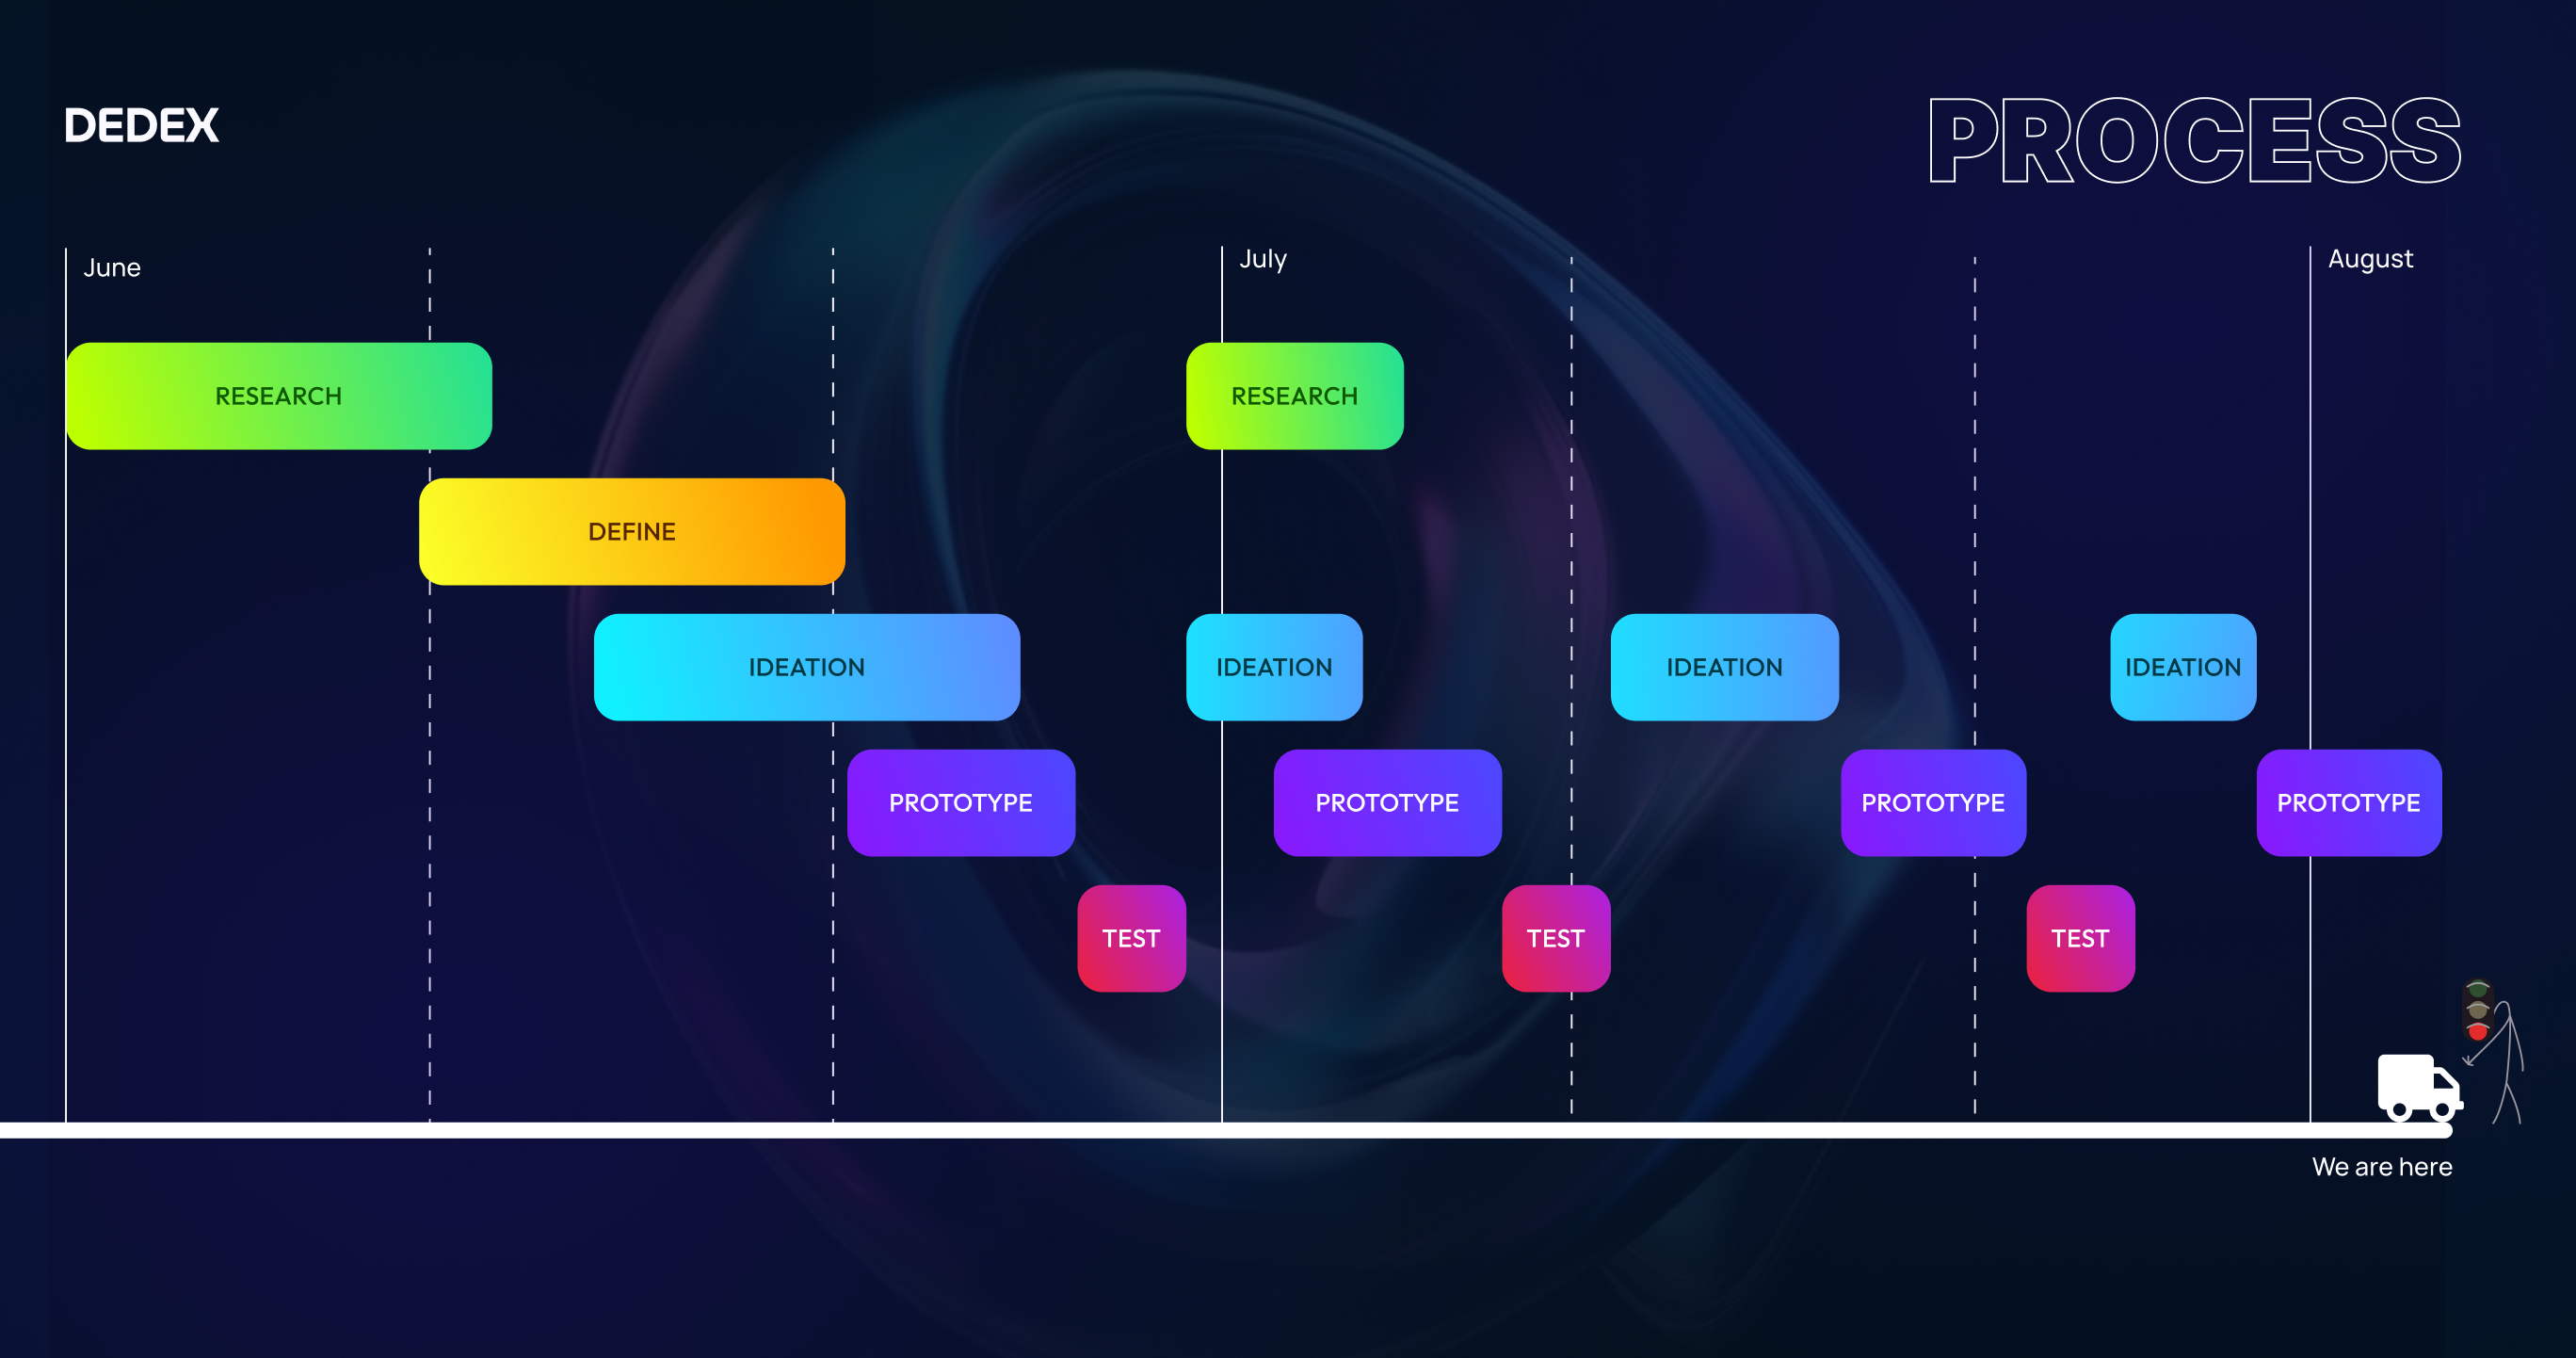 DEDEX
PROCESS
June
July
August
RESEARCH
RESEARCH
DEFINE
IDEATION
IDEATION
IDEATION
IDEATION
PROTOTYPE
PROTOTYPE
PROTOTYPE
PROTOTYPE
TEST
TEST
TEST
We are here